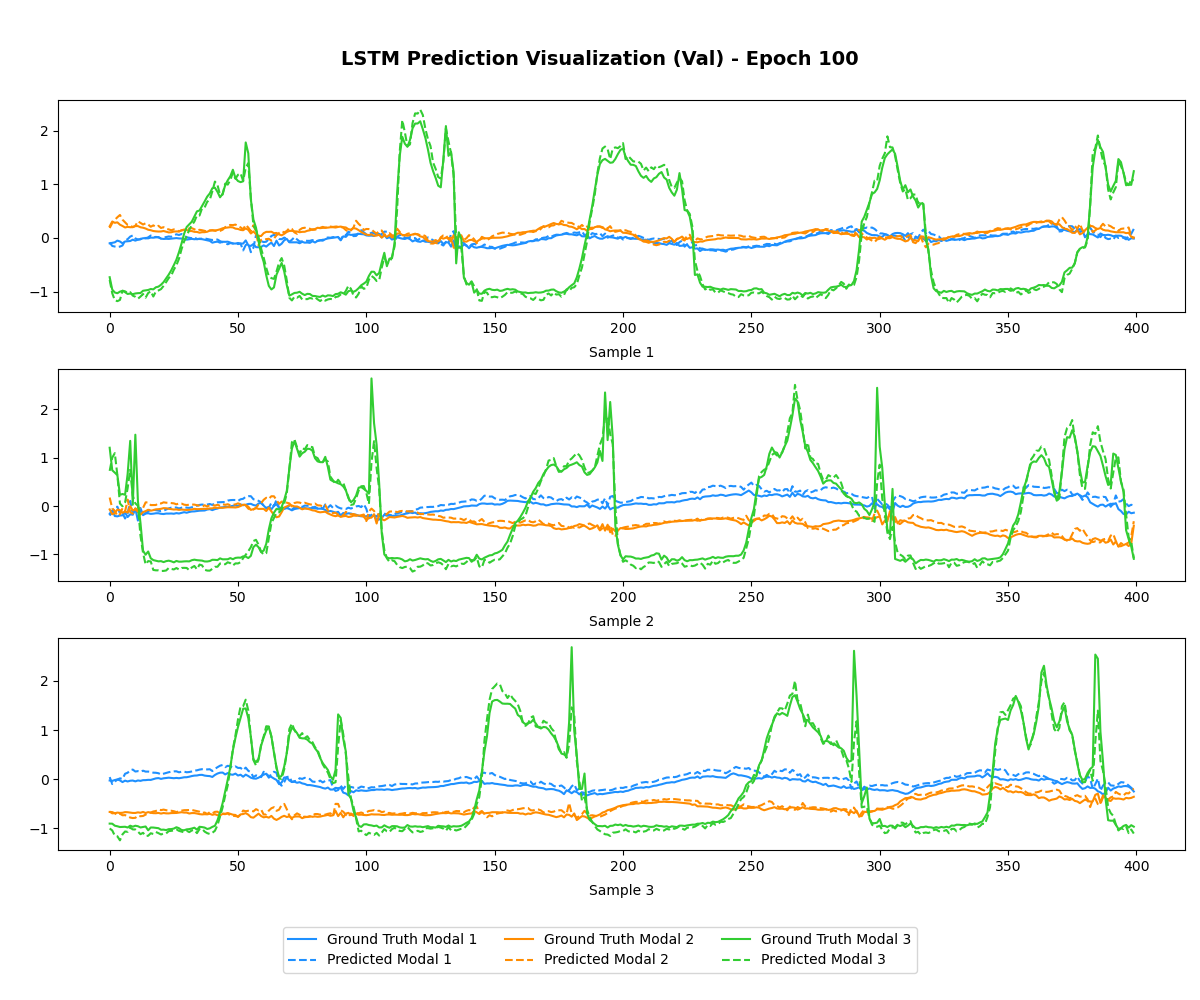 LSTM Prediction Visualization (Val) - Epoch 100
2
1
0
−1
0 50 100 150 200 250 300 350 400
Sample 1
2
1
0
−1
0 50 100 150 200 250 300 350 400
Sample 2
2
1
0
−1
0 50 100 150 200 250 300 350 400
Sample 3
Ground Truth Modal 1 Ground Truth Modal 2 Ground Truth Modal 3
Predicted Modal 1 Predicted Modal 2 Predicted Modal 3